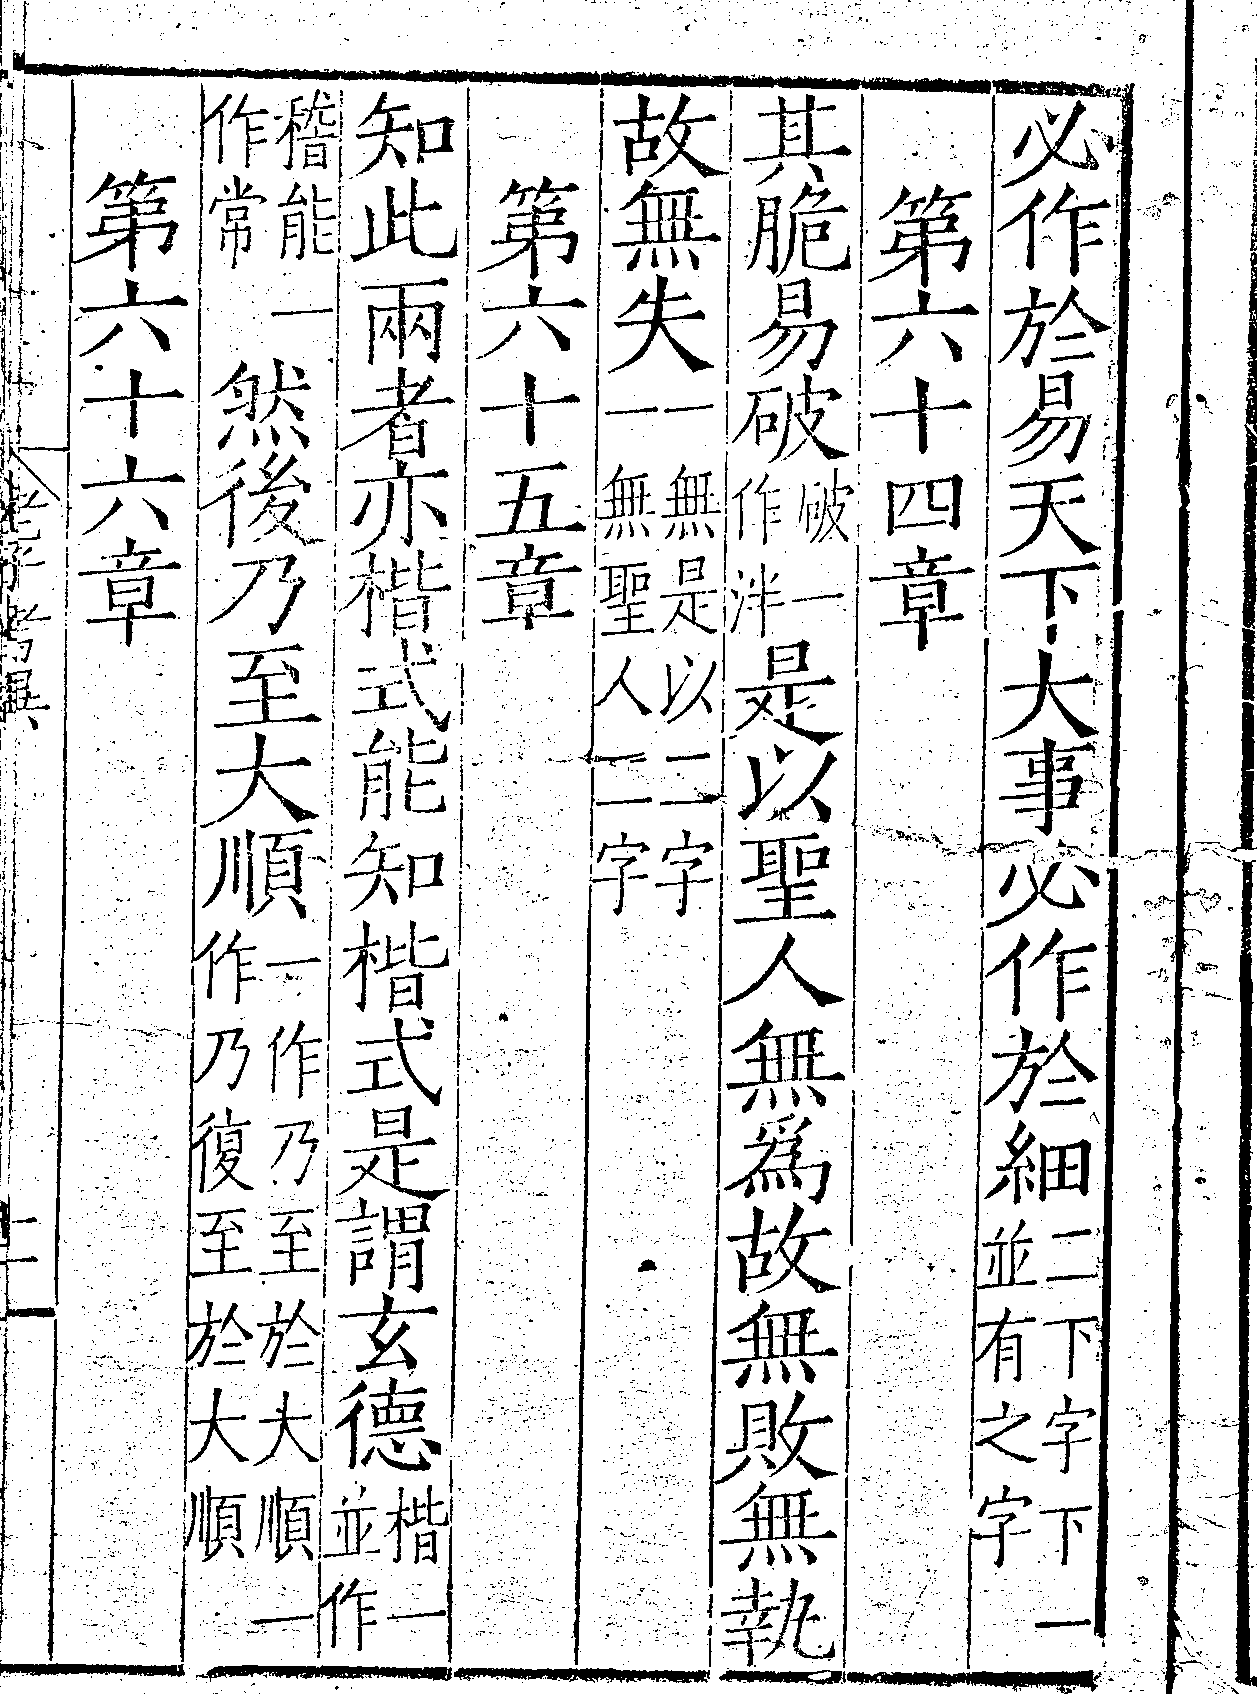 必作於易天下大事必作於細二下字下一並有之字
第六十四章
其脆易破破一作泮是以聖人無爲故無敗無執
故無失一無是以二字一無聖人二字
第六十五章
知此兩者亦楷式能知楷式是謂玄德楷一並作
稽能一作常然後乃至大順一作乃至於大順一作乃復至於大順
第六十六章
老子考異
二